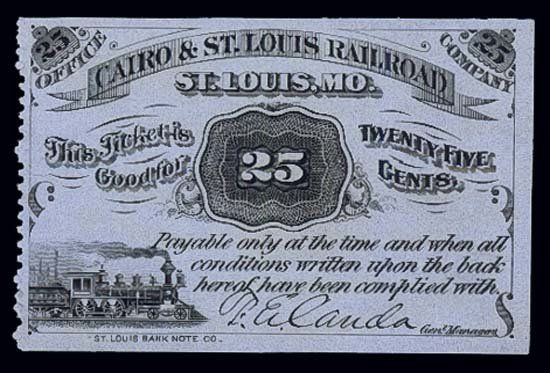 25
25
OFFICE
COMPANY
CAIRO & ST. LOUIS RAILROAD
ST. LOUIS, MO.
This Ticket is
Good for
25
TWENTY FIVE
CENTS.
Payable only at the time and when all
conditions written upon the back
hereof have been complied with.
F. E. Canda
Gen'l Manager
ST. LOUIS BANK NOTE CO.